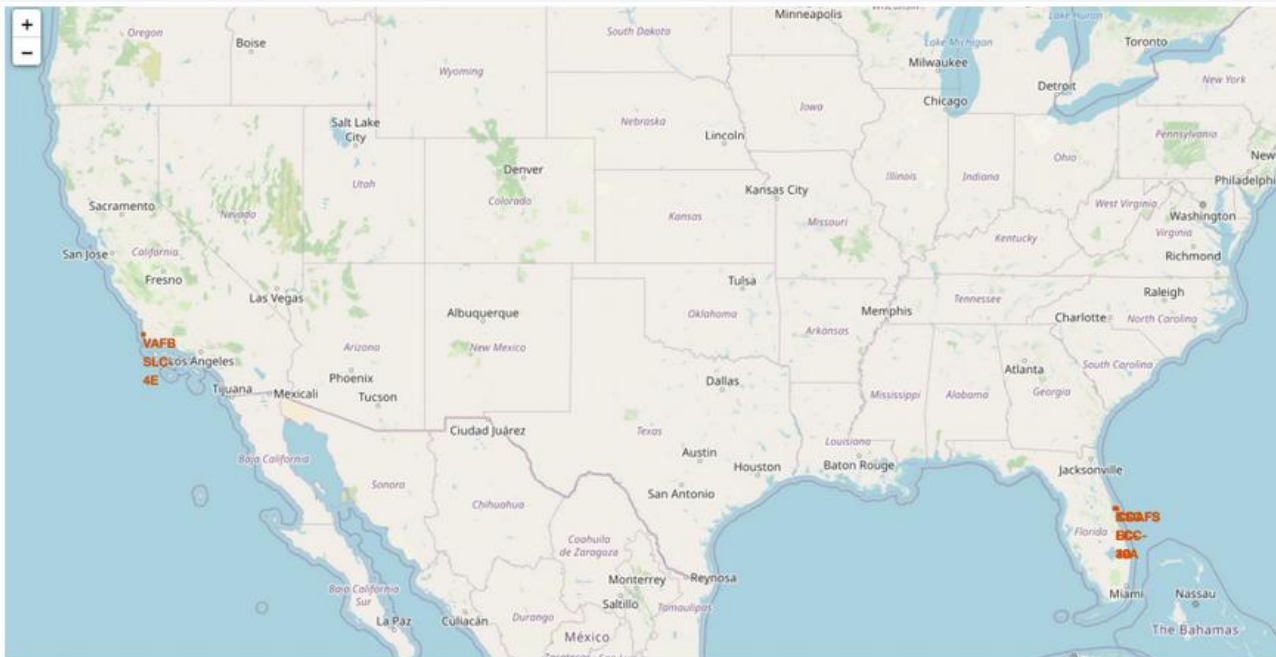 +
−
Oregon
Boise
South Dakota
Minneapolis
Wisconsin
Lake Michigan
Lake Huron
Toronto
Wyoming
Milwaukee
Detroit
New York
Chicago
Iowa
Salt Lake
City
Nebraska
Lincoln
Pennsylvania
New
Utah
Denver
Illinois
Indiana
Ohio
Philadelphia
Sacramento
Nevada
Colorado
Kansas City
Kansas
Missouri
West Virginia
Washington
San Jose
California
Virginia
Kentucky
Richmond
Fresno
Las Vegas
Tulsa
Raleigh
Albuquerque
Oklahoma
Memphis
Tennessee
Charlotte
North Carolina
VAFB
SLC-
4E
Los Angeles
Arizona
New Mexico
Arkansas
South Carolina
Phoenix
Dallas
Atlanta
Tijuana
Mexicali
Tucson
Mississippi
Alabama
Georgia
Ciudad Juárez
Texas
Louisiana
Baja California
Austin
Houston
Baton Rouge
Jacksonville
Sonora
Chihuahua
San Antonio
Florida
Coahuila
de Zaragoza
Baja California
Sur
Monterrey
Reynosa
Miami
Nassau
Saltillo
Tamaulipas
La Paz
Culiacán
Durango
México
The Bahamas